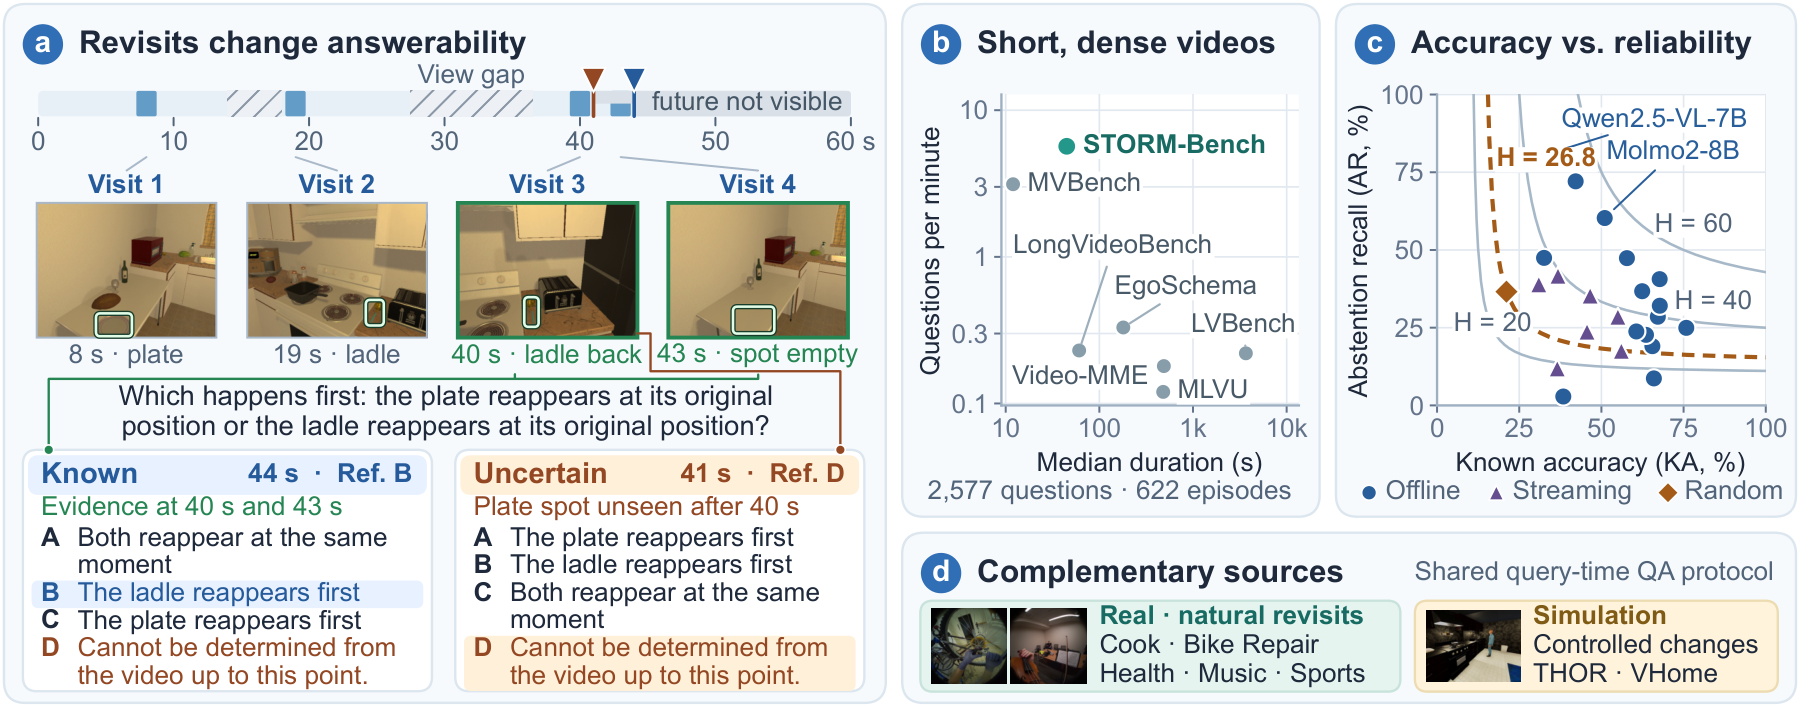 a Revisits change answerability
View gap
future not visible
0 10 20 30 40 50 60 s
Visit 1 Visit 2 Visit 3 Visit 4
8 s · plate 19 s · ladle 40 s · ladle back 43 s · spot empty
Which happens first: the plate reappears at its original
position or the ladle reappears at its original position?
Known 44 s · Ref. B
Evidence at 40 s and 43 s
A Both reappear at the same
moment
B The ladle reappears first
C The plate reappears first
D Cannot be determined from
the video up to this point.
Uncertain 41 s · Ref. D
Plate spot unseen after 40 s
A The plate reappears first
B The ladle reappears first
C Both reappear at the same
moment
D Cannot be determined from
the video up to this point.
b Short, dense videos
Questions per minute
10
3
1
0.3
0.1
STORM-Bench
MVBench
LongVideoBench
EgoSchema
LVBench
Video-MME
MLVU
10 100 1k 10k
Median duration (s)
2,577 questions · 622 episodes
c Accuracy vs. reliability
Abstention recall (AR, %)
100
75
50
25
0
Qwen2.5-VL-7B
H = 26.8
Molmo2-8B
H = 60
H = 40
H = 20
0 25 50 75 100
Known accuracy (KA, %)
Offline Streaming Random
d Complementary sources
Shared query-time QA protocol
Real · natural revisits
Cook · Bike Repair
Health · Music · Sports
Simulation
Controlled changes
THOR · VHome